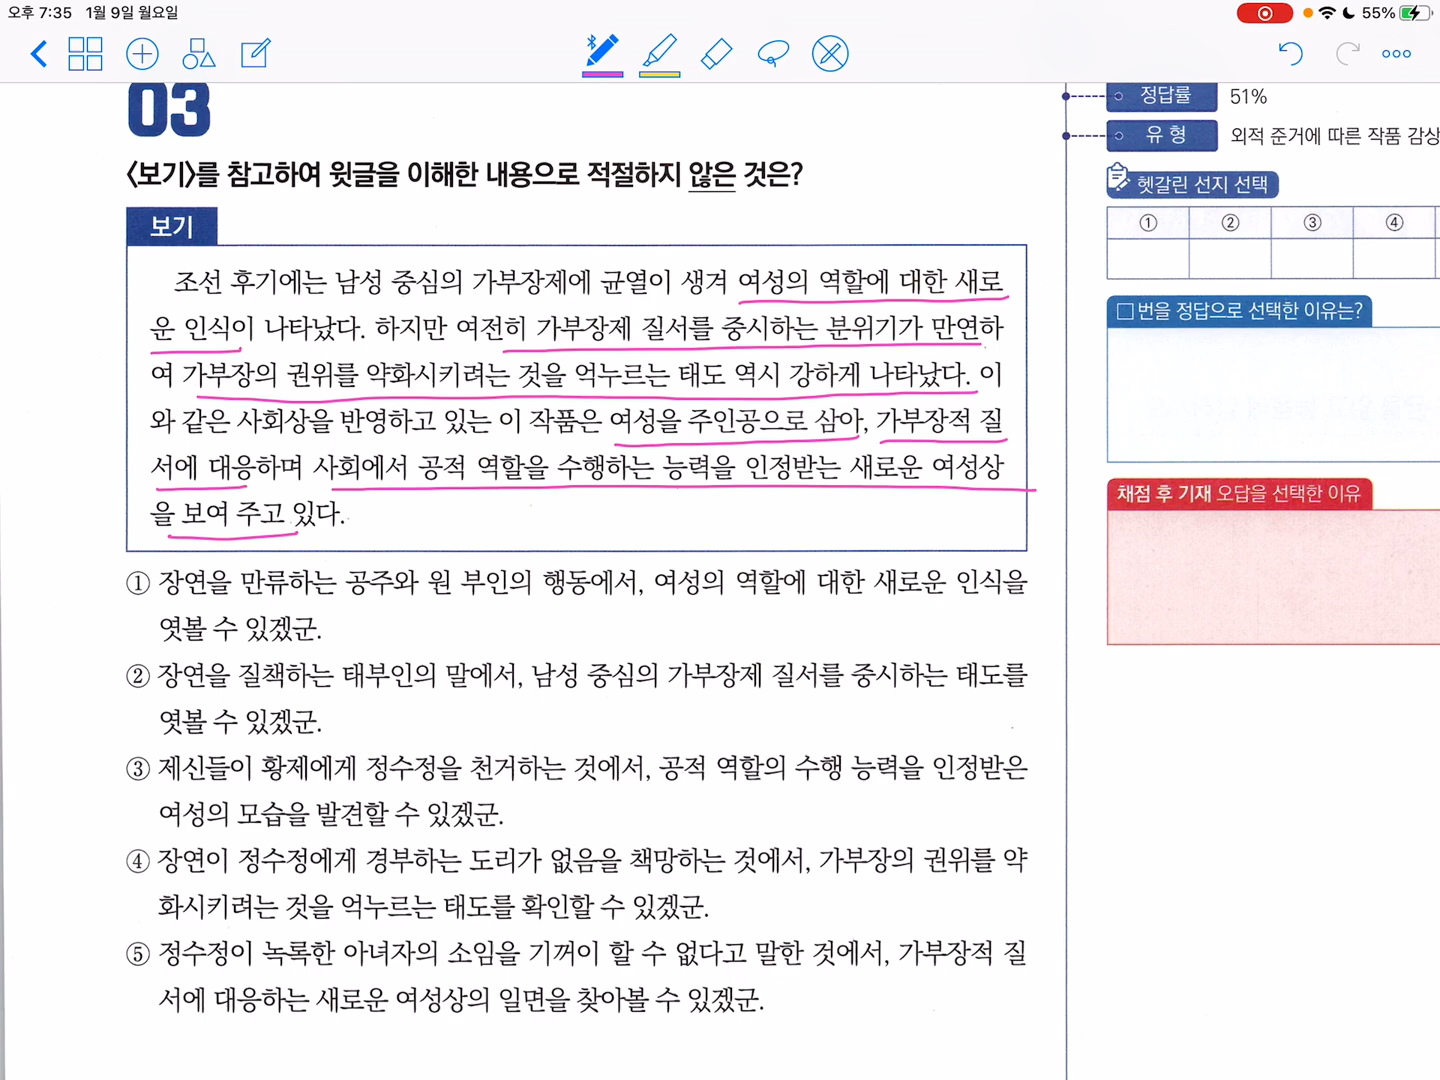 오후 7:35 1월 9일 월요일
55%
03
정답률 51%
유형 외적 준거에 따른 작품 감상
<보기>를 참고하여 윗글을 이해한 내용으로 적절하지 않은 것은?
헷갈린 선지 선택
① ② ③ ④
보기
조선 후기에는 남성 중심의 가부장제에 균열이 생겨 여성의 역할에 대한 새로
운 인식이 나타났다. 하지만 여전히 가부장제 질서를 중시하는 분위기가 만연하
여 가부장의 권위를 약화시키려는 것을 억누르는 태도 역시 강하게 나타났다. 이
와 같은 사회상을 반영하고 있는 이 작품은 여성을 주인공으로 삼아, 가부장적 질
서에 대응하며 사회에서 공적 역할을 수행하는 능력을 인정받는 새로운 여성상
을 보여 주고 있다.
□번을 정답으로 선택한 이유는?
채점 후 기재 오답을 선택한 이유
① 장연을 만류하는 공주와 원 부인의 행동에서, 여성의 역할에 대한 새로운 인식을
엿볼 수 있겠군.
② 장연을 질책하는 태부인의 말에서, 남성 중심의 가부장제 질서를 중시하는 태도를
엿볼 수 있겠군.
③ 제신들이 황제에게 정수정을 천거하는 것에서, 공적 역할의 수행 능력을 인정받은
여성의 모습을 발견할 수 있겠군.
④ 장연이 정수정에게 경부하는 도리가 없음을 책망하는 것에서, 가부장의 권위를 약
화시키려는 것을 억누르는 태도를 확인할 수 있겠군.
⑤ 정수정이 녹록한 아녀자의 소임을 기꺼이 할 수 없다고 말한 것에서, 가부장적 질
서에 대응하는 새로운 여성상의 일면을 찾아볼 수 있겠군.